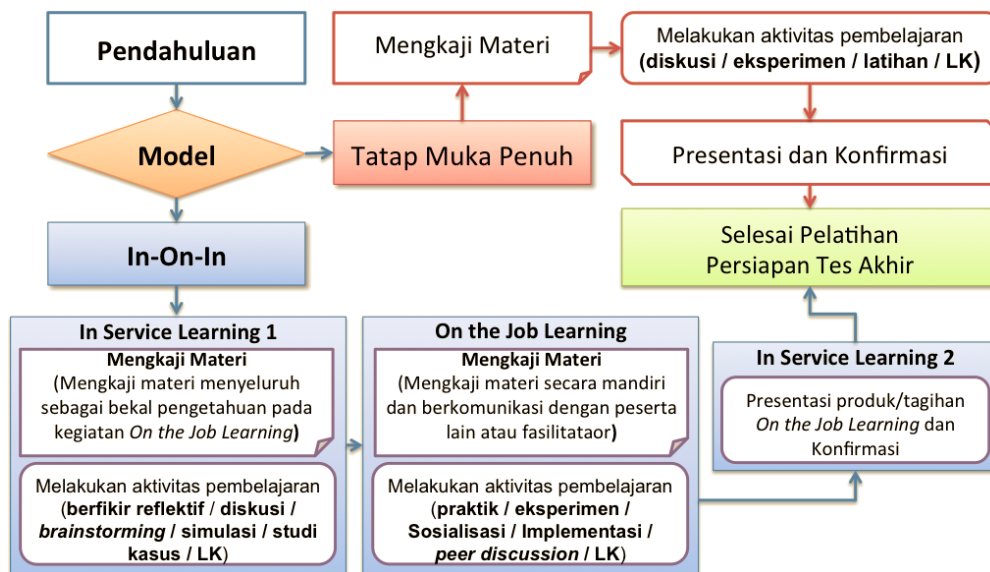 Pendahuluan
Model
Tatap Muka Penuh
Mengkaji Materi
Melakukan aktivitas pembelajaran
(diskusi / eksperimen / latihan / LK)
Presentasi dan Konfirmasi
Selesai Pelatihan
Persiapan Tes Akhir
In-On-In
In Service Learning 1
Mengkaji Materi
(Mengkaji materi menyeluruh
sebagai bekal pengetahuan pada
kegiatan On the Job Learning)
Melakukan aktivitas pembelajaran
(berfikir reflektif / diskusi /
brainstorming / simulasi / studi
kasus / LK)
On the Job Learning
Mengkaji Materi
(Mengkaji materi secara mandiri
dan berkomunikasi dengan peserta
lain atau fasilitataor)
Melakukan aktivitas pembelajaran
(praktik / eksperimen /
Sosialisasi / Implementasi /
peer discussion / LK)
In Service Learning 2
Presentasi produk/tagihan
On the Job Learning dan
Konfirmasi